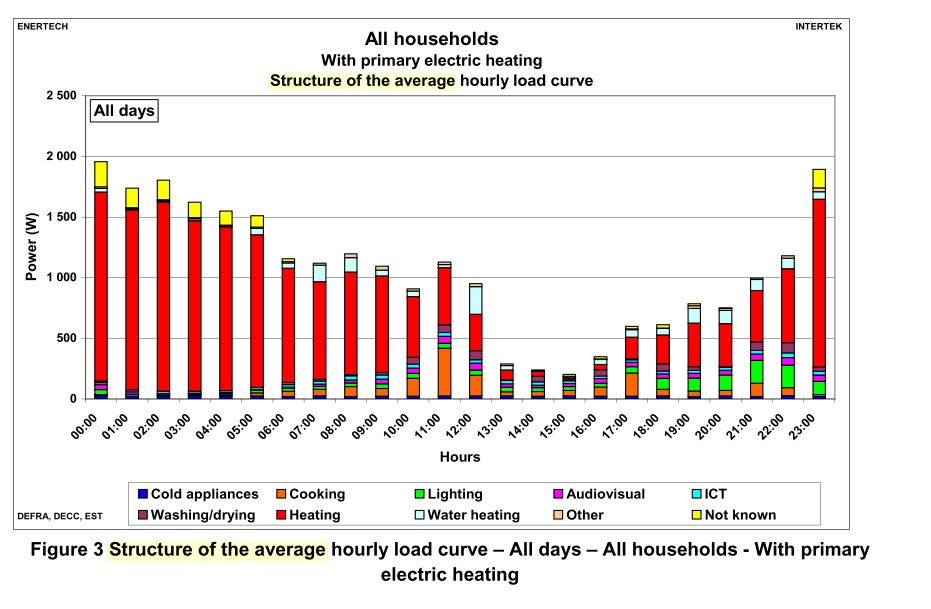 ENERTECH
INTERTEK
All households
With primary electric heating
Structure of the average hourly load curve
All days
Power (W)
2 500
2 000
1 500
1 000
500
0
00:00 01:00 02:00 03:00 04:00 05:00 06:00 07:00 08:00 09:00 10:00 11:00 12:00 13:00 14:00 15:00 16:00 17:00 18:00 19:00 20:00 21:00 22:00 23:00
Hours
Cold appliances Cooking Lighting Audiovisual ICT
Washing/drying Heating Water heating Other Not known
DEFRA, DECC, EST
Figure 3 Structure of the average hourly load curve – All days – All households - With primary
electric heating